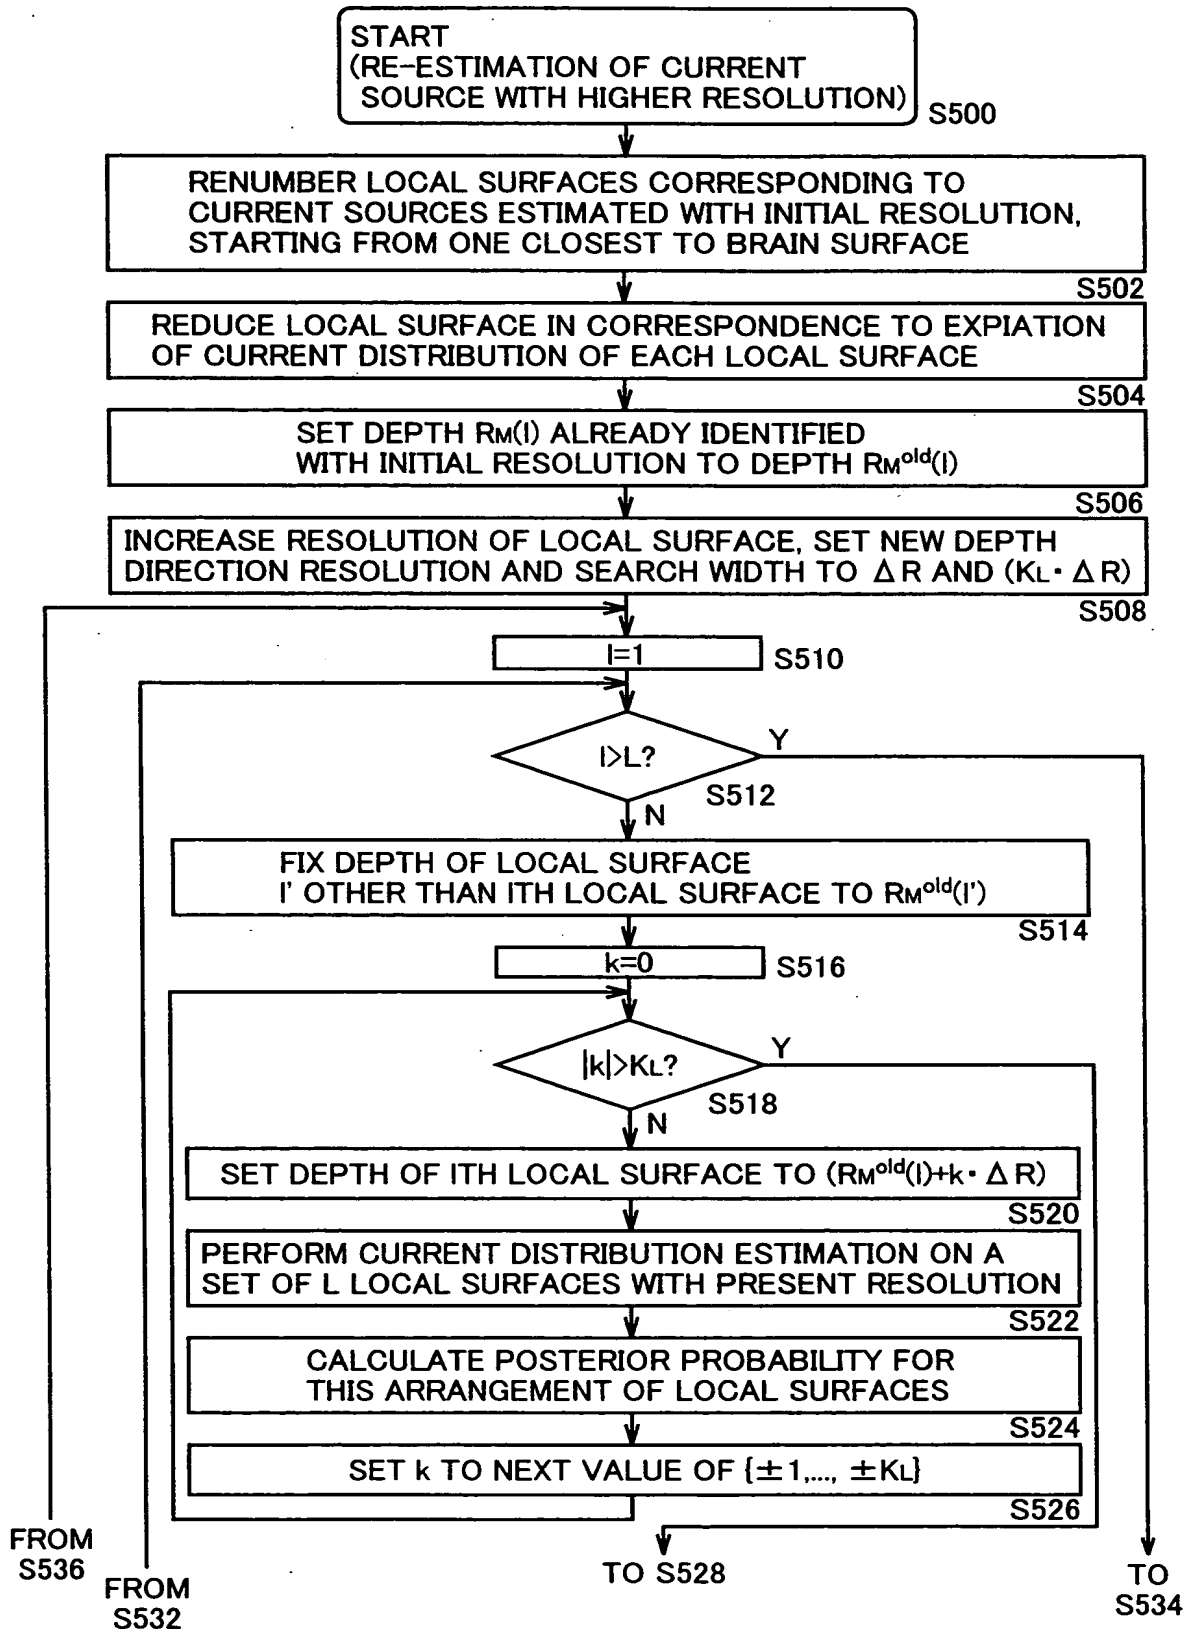 START
(RE-ESTIMATION OF CURRENT
SOURCE WITH HIGHER RESOLUTION)
S500
RENUMBER LOCAL SURFACES CORRESPONDING TO
CURRENT SOURCES ESTIMATED WITH INITIAL RESOLUTION,
STARTING FROM ONE CLOSEST TO BRAIN SURFACE
S502
REDUCE LOCAL SURFACE IN CORRESPONDENCE TO EXPIATION
OF CURRENT DISTRIBUTION OF EACH LOCAL SURFACE
S504
SET DEPTH RM(l) ALREADY IDENTIFIED
WITH INITIAL RESOLUTION TO DEPTH RM^old(l)
S506
INCREASE RESOLUTION OF LOCAL SURFACE, SET NEW DEPTH
DIRECTION RESOLUTION AND SEARCH WIDTH TO ΔR AND (KL・ΔR)
S508
l=1
S510
l>L?
Y
S512
N
FIX DEPTH OF LOCAL SURFACE
l' OTHER THAN lTH LOCAL SURFACE TO RM^old(l')
S514
k=0
S516
|k|>KL?
Y
S518
N
SET DEPTH OF lTH LOCAL SURFACE TO (RM^old(l)+k・ΔR)
S520
PERFORM CURRENT DISTRIBUTION ESTIMATION ON A
SET OF L LOCAL SURFACES WITH PRESENT RESOLUTION
S522
CALCULATE POSTERIOR PROBABILITY FOR
THIS ARRANGEMENT OF LOCAL SURFACES
S524
SET k TO NEXT VALUE OF {±1,..., ±KL}
S526
FROM
S536
FROM
S532
TO S528
TO
S534